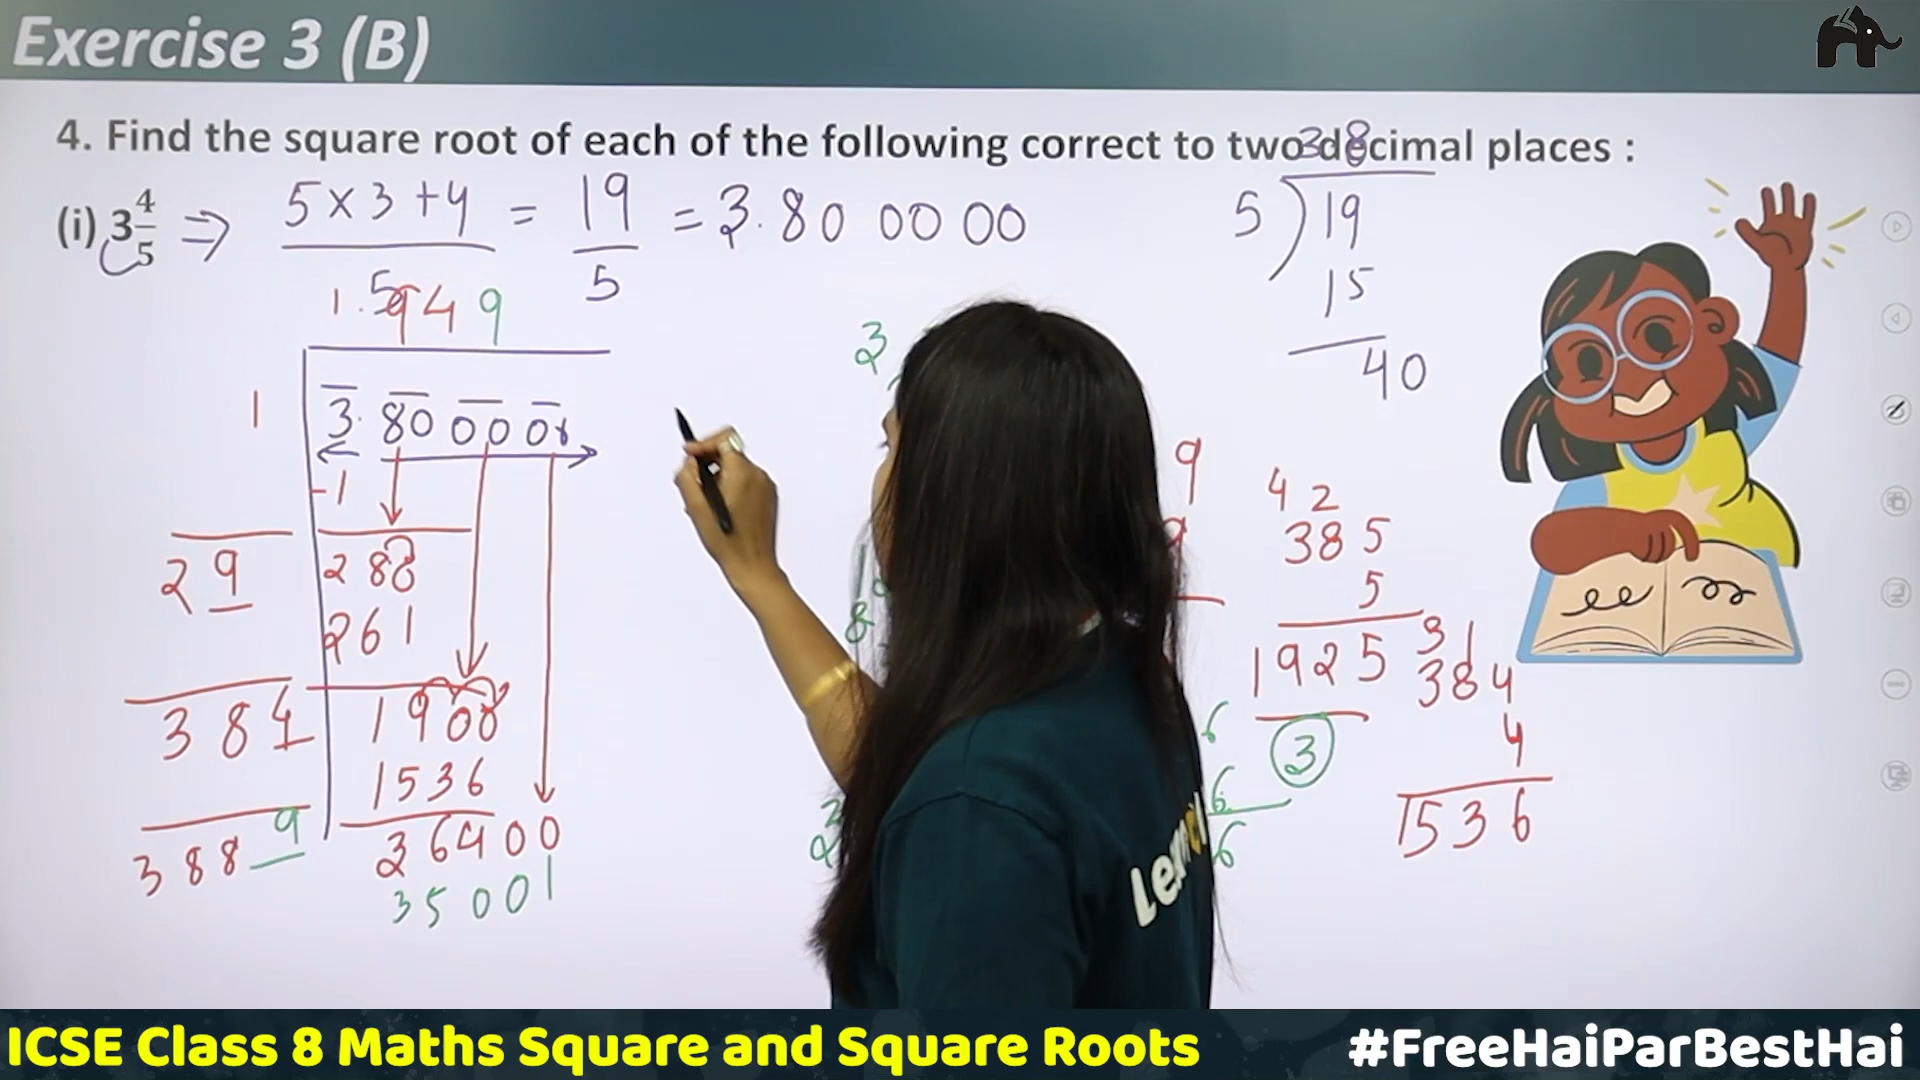 Exercise 3 (B)
4. Find the square root of each of the following correct to two decimal places :
(i) 3 4/5 ⇒ 5 × 3 + 4 / 5 = 19 / 5 = 3.80 00 00
38
5 ) 19
15
40
1.5949
1 | 3. 80 00 00
-1
29 | 280
261
384 | 1900
1536
3889 | 36400
35001
9
42
385
5
1925
3
31
384
4
1536
ICSE Class 8 Maths Square and Square Roots
#FreeHaiParBestHai